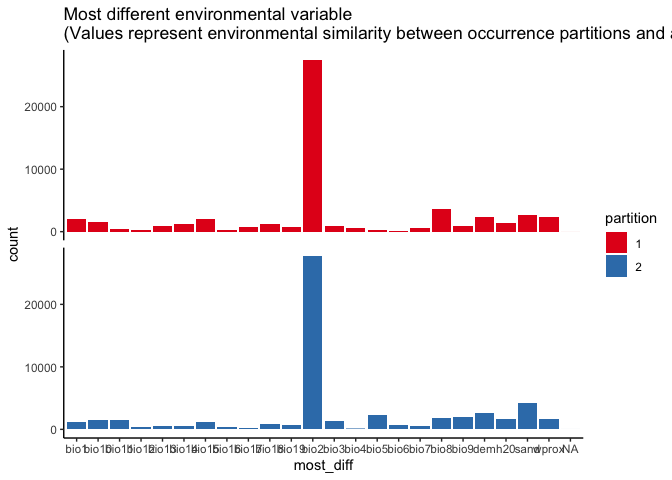 Most different environmental variable
(Values represent environmental similarity between occurrence partitions and a
20000
10000
0
count
20000
10000
0
partition
1
2
bio1 bio10 bio11 bio12 bio13 bio14 bio15 bio16 bio17 bio18 bio19 bio2 bio3 bio4 bio5 bio6 bio7 bio8 bio9 dem h20 sand wprox NA
most_diff